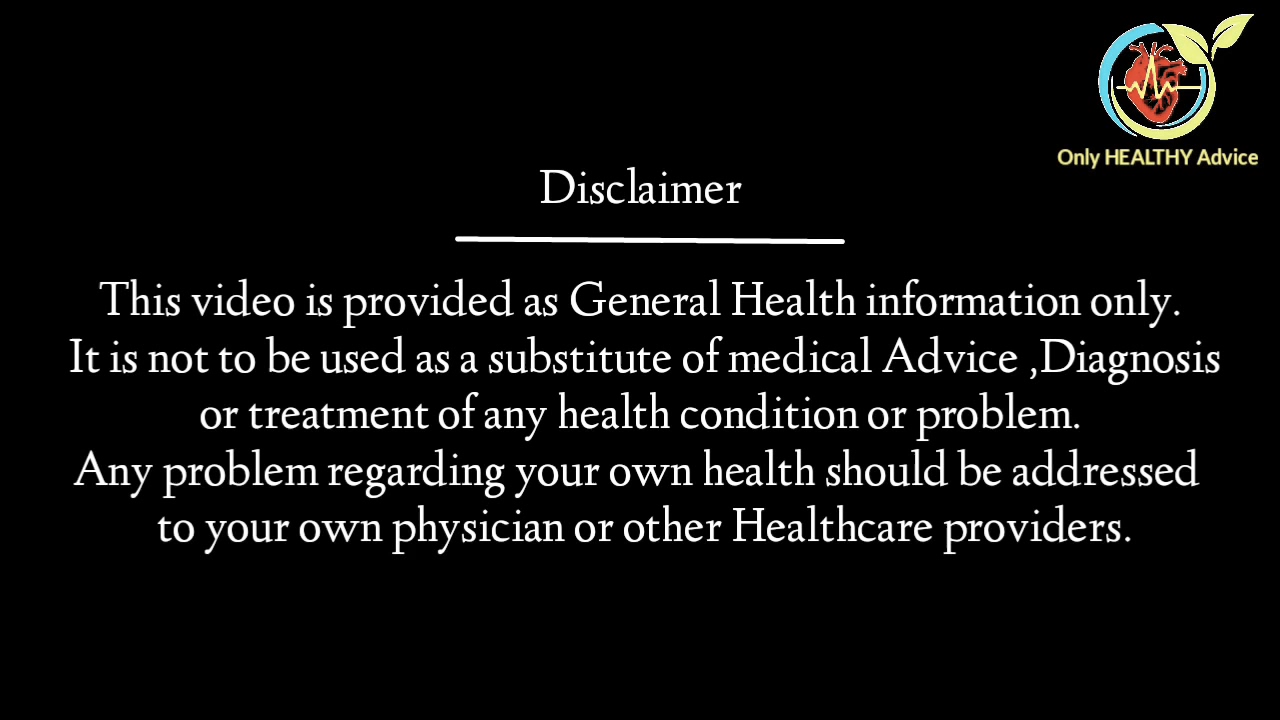 Only HEALTHY Advice
Disclaimer
This video is provided as General Health information only.
It is not to be used as a substitute of medical Advice ,Diagnosis
or treatment of any health condition or problem.
Any problem regarding your own health should be addressed
to your own physician or other Healthcare providers.